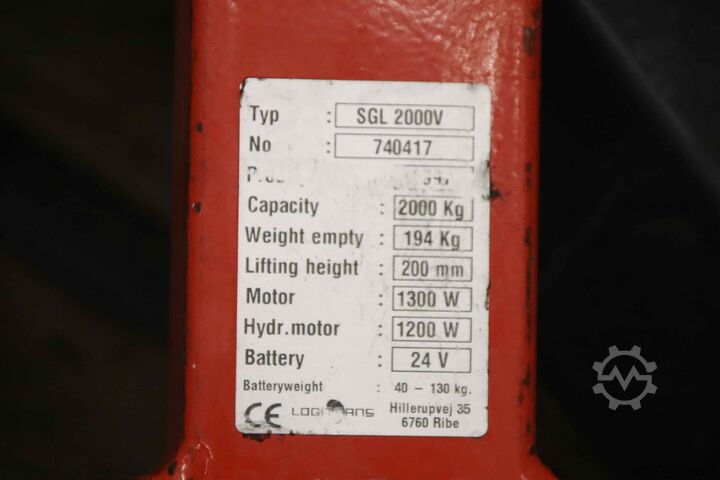 Typ : SGL 2000V
No : 740417
Capacity : 2000 Kg
Weight empty : 194 Kg
Lifting height : 200 mm
Motor : 1300 W
Hydr.motor : 1200 W
Battery : 24 V
Batteryweight : 40 – 130 kg.
CE LOGITRANS Hillerupvej 35
6760 Ribe